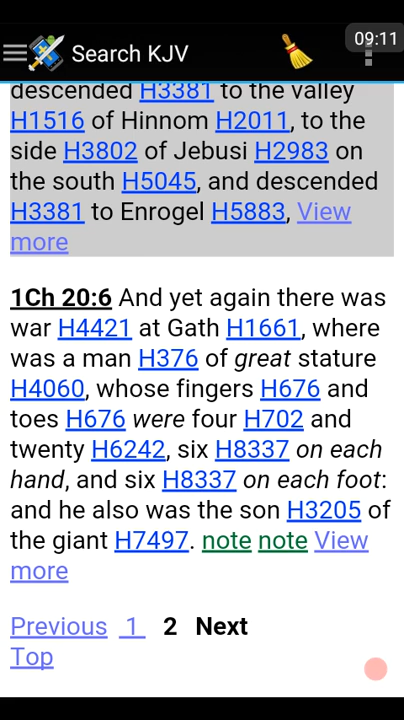 Search KJV
09:11
descended H3381 to the valley
H1516 of Hinnom H2011, to the
side H3802 of Jebusi H2983 on
the south H5045, and descended
H3381 to Enrogel H5883, View
more
1Ch 20:6 And yet again there was
war H4421 at Gath H1661, where
was a man H376 of great stature
H4060, whose fingers H676 and
toes H676 were four H702 and
twenty H6242, six H8337 on each
hand, and six H8337 on each foot:
and he also was the son H3205 of
the giant H7497. note note View
more
Previous 1 2 Next
Top